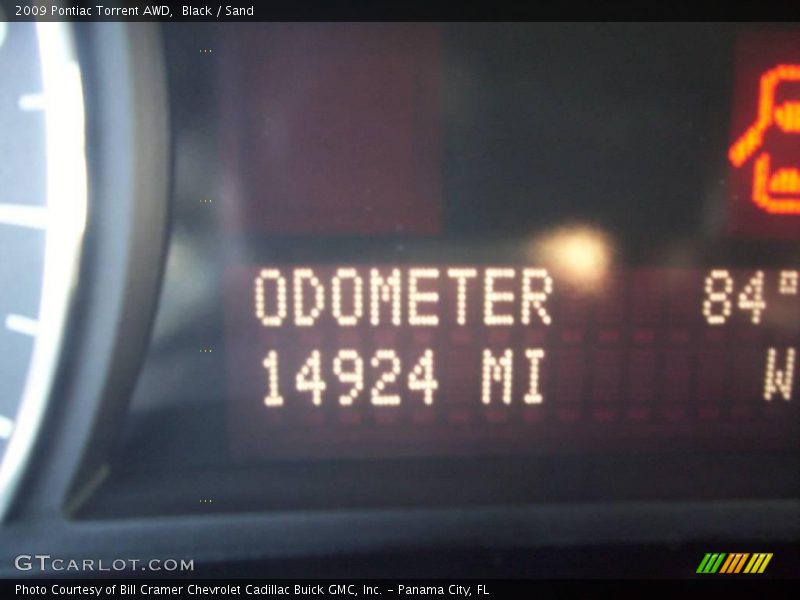 2009 Pontiac Torrent AWD,  Black / Sand
ODOMETER 84°
14924 MI W
GTCARLOT.COM
Photo Courtesy of Bill Cramer Chevrolet Cadillac Buick GMC, Inc. - Panama City, FL